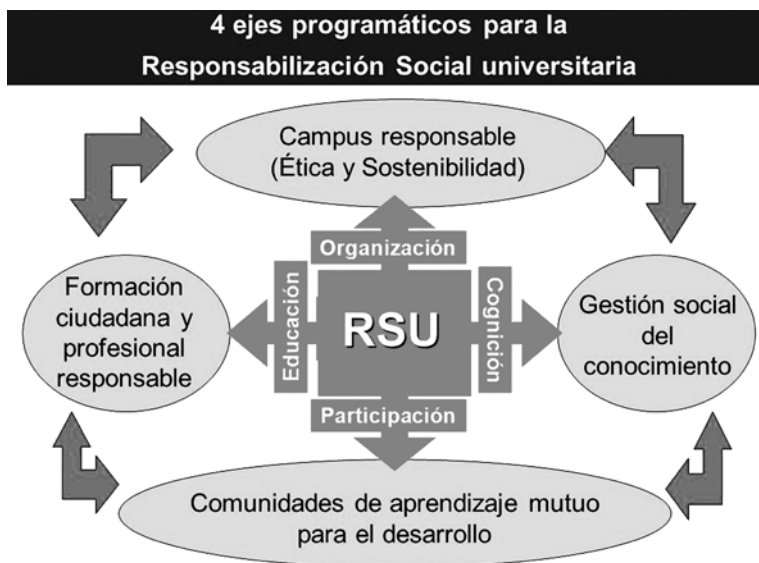 4 ejes programáticos para la
Responsabilización Social universitaria
Campus responsable
(Ética y Sostenibilidad)
Organización
Formación
ciudadana y
profesional
responsable
Educación
RSU
Cognición
Gestión social
del
conocimiento
Participación
Comunidades de aprendizaje mutuo
para el desarrollo